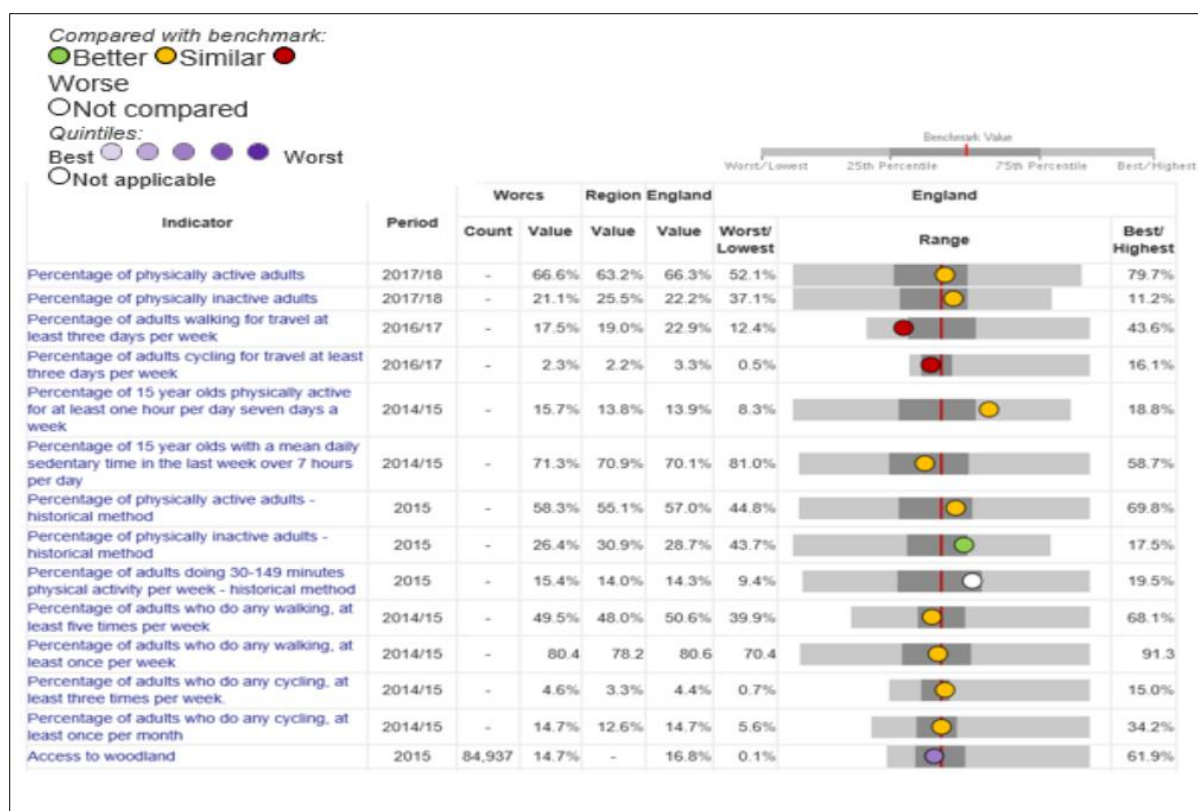 Compared with benchmark:
Better Similar
Worse
Not compared
Quintiles:
Best Worst
Not applicable
Benchmark Value
Worst/Lowest 25th Percentile 75th Percentile Best/Highest
Worcs Region England England
Indicator Period Count Value Value Value Worst/ Lowest Range Best/ Highest
Percentage of physically active adults 2017/18 - 66.6% 63.2% 66.3% 52.1% 79.7%
Percentage of physically inactive adults 2017/18 - 21.1% 25.5% 22.2% 37.1% 11.2%
Percentage of adults walking for travel at
least three days per week 2016/17 - 17.5% 19.0% 22.9% 12.4% 43.6%
Percentage of adults cycling for travel at least
three days per week 2016/17 - 2.3% 2.2% 3.3% 0.5% 16.1%
Percentage of 15 year olds physically active
for at least one hour per day seven days a
week 2014/15 - 15.7% 13.8% 13.9% 8.3% 18.8%
Percentage of 15 year olds with a mean daily
sedentary time in the last week over 7 hours
per day 2014/15 - 71.3% 70.9% 70.1% 81.0% 58.7%
Percentage of physically active adults -
historical method 2015 - 58.3% 55.1% 57.0% 44.8% 69.8%
Percentage of physically inactive adults -
historical method 2015 - 26.4% 30.9% 28.7% 43.7% 17.5%
Percentage of adults doing 30-149 minutes
physical activity per week - historical method 2015 - 15.4% 14.0% 14.3% 9.4% 19.5%
Percentage of adults who do any walking, at
least five times per week 2014/15 - 49.5% 48.0% 50.6% 39.9% 68.1%
Percentage of adults who do any walking, at
least once per week 2014/15 - 80.4 78.2 80.6 70.4 91.3
Percentage of adults who do any cycling, at
least three times per week. 2014/15 - 4.6% 3.3% 4.4% 0.7% 15.0%
Percentage of adults who do any cycling, at
least once per month 2014/15 - 14.7% 12.6% 14.7% 5.6% 34.2%
Access to woodland 2015 84,937 14.7% - 16.8% 0.1% 61.9%